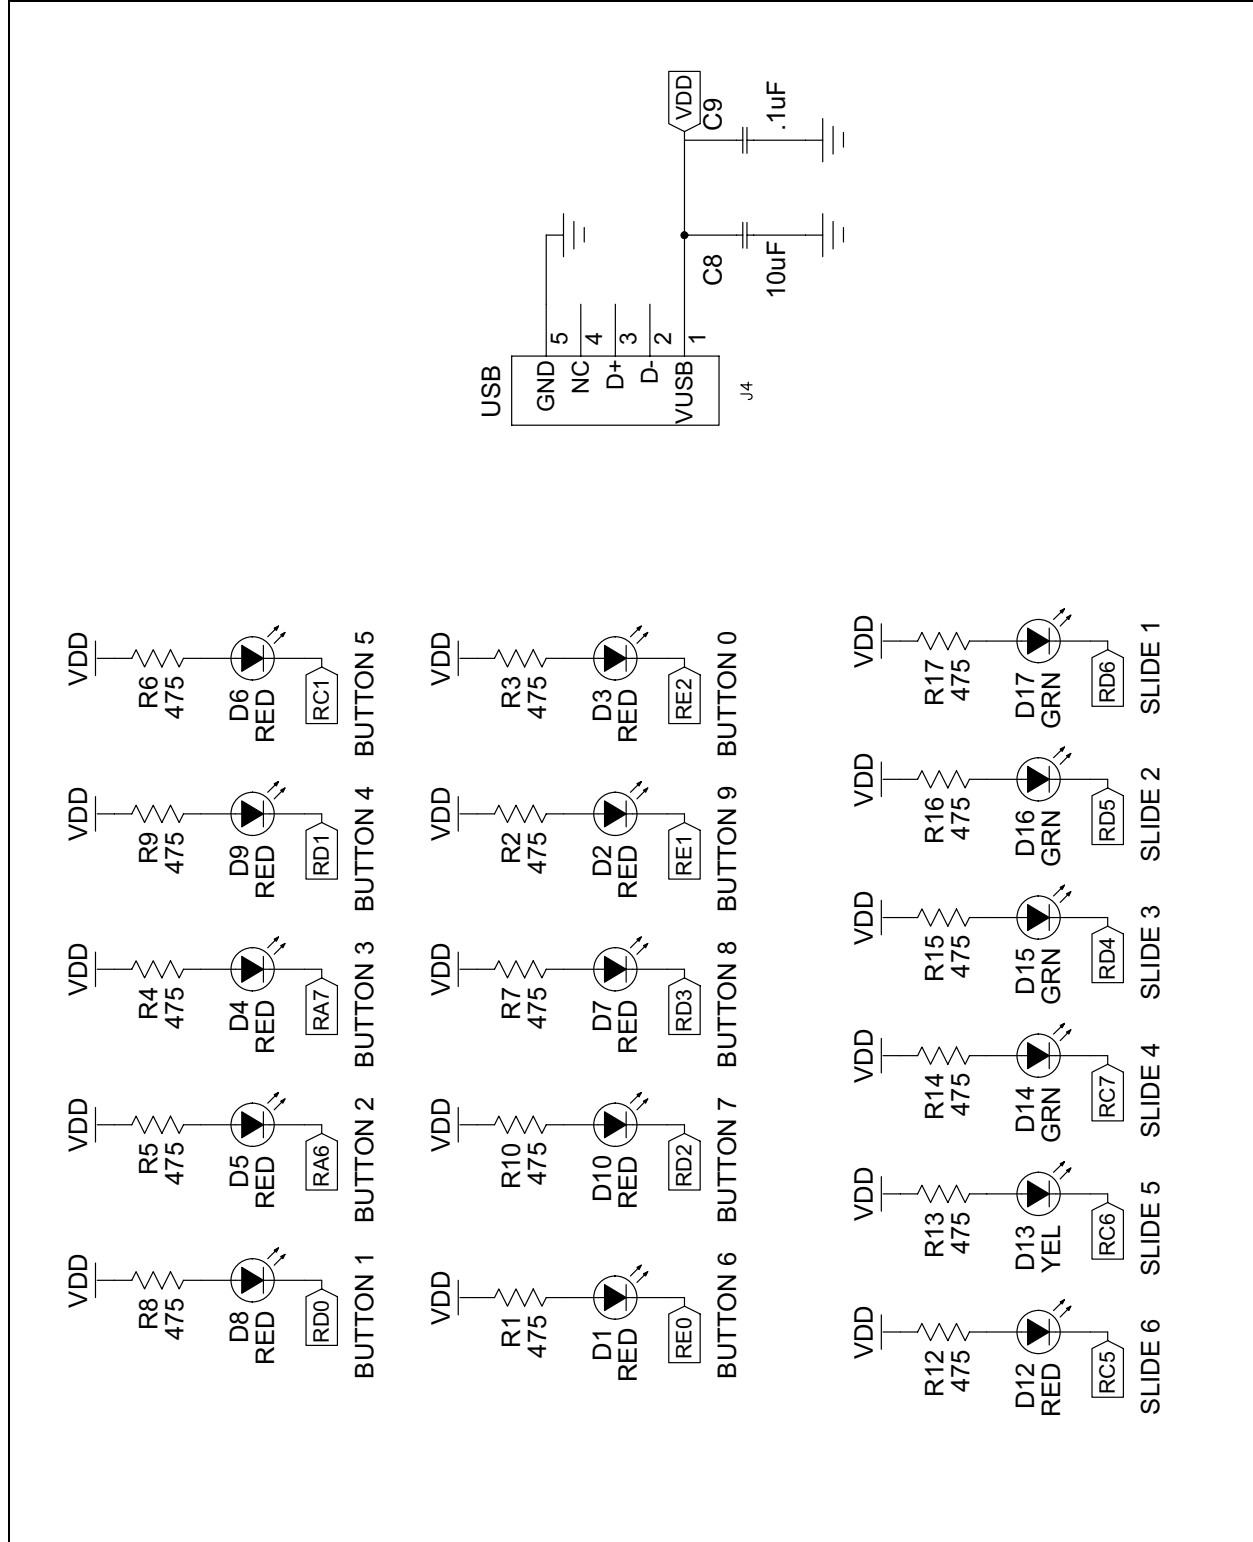 VDD
R8
475
D8
RED
RD0
BUTTON 1
VDD
R5
475
D5
RED
RA6
BUTTON 2
VDD
R4
475
D4
RED
RA7
BUTTON 3
VDD
R9
475
D9
RED
RD1
BUTTON 4
VDD
R6
475
D6
RED
RC1
BUTTON 5
VDD
R1
475
D1
RED
RE0
BUTTON 6
VDD
R10
475
D10
RED
RD2
BUTTON 7
VDD
R7
475
D7
RED
RD3
BUTTON 8
VDD
R2
475
D2
RED
RE1
BUTTON 9
VDD
R3
475
D3
RED
RE2
BUTTON 0
VDD
R12
475
D12
RED
RC5
SLIDE 6
VDD
R13
475
D13
YEL
RC6
SLIDE 5
VDD
R14
475
D14
GRN
RC7
SLIDE 4
VDD
R15
475
D15
GRN
RD4
SLIDE 3
VDD
R16
475
D16
GRN
RD5
SLIDE 2
VDD
R17
475
D17
GRN
RD6
SLIDE 1
USB
GND 5
NC 4
D+ 3
D- 2
VUSB 1
J4
VDD
C8
10uF
C9
.1uF